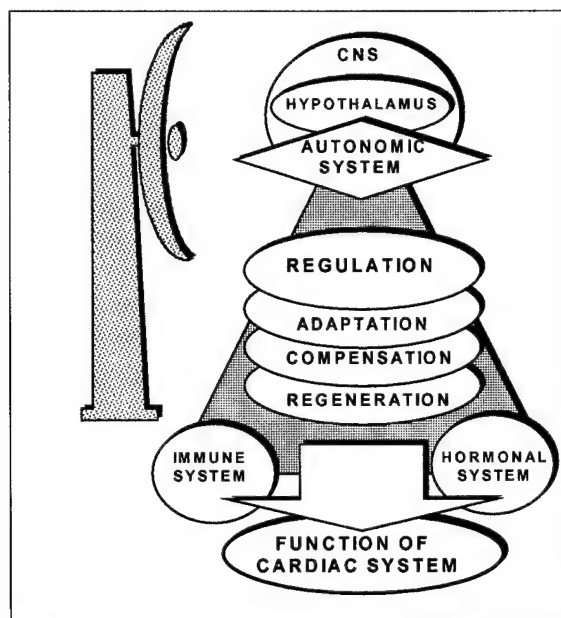 CNS
HYPOTHALAMUS
AUTONOMIC
SYSTEM
REGULATION
ADAPTATION
COMPENSATION
REGENERATION
IMMUNE
SYSTEM
HORMONAL
SYSTEM
FUNCTION OF
CARDIAC SYSTEM